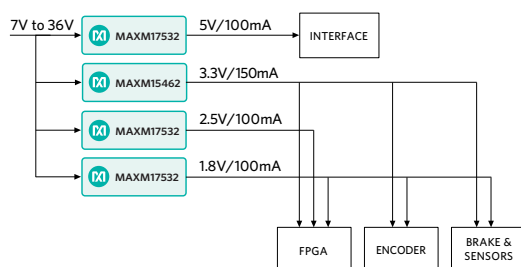 7V to 36V
MAXM17532
5V/100mA
INTERFACE
MAXM15462
3.3V/150mA
MAXM17532
2.5V/100mA
MAXM17532
1.8V/100mA
FPGA
ENCODER
BRAKE &
SENSORS